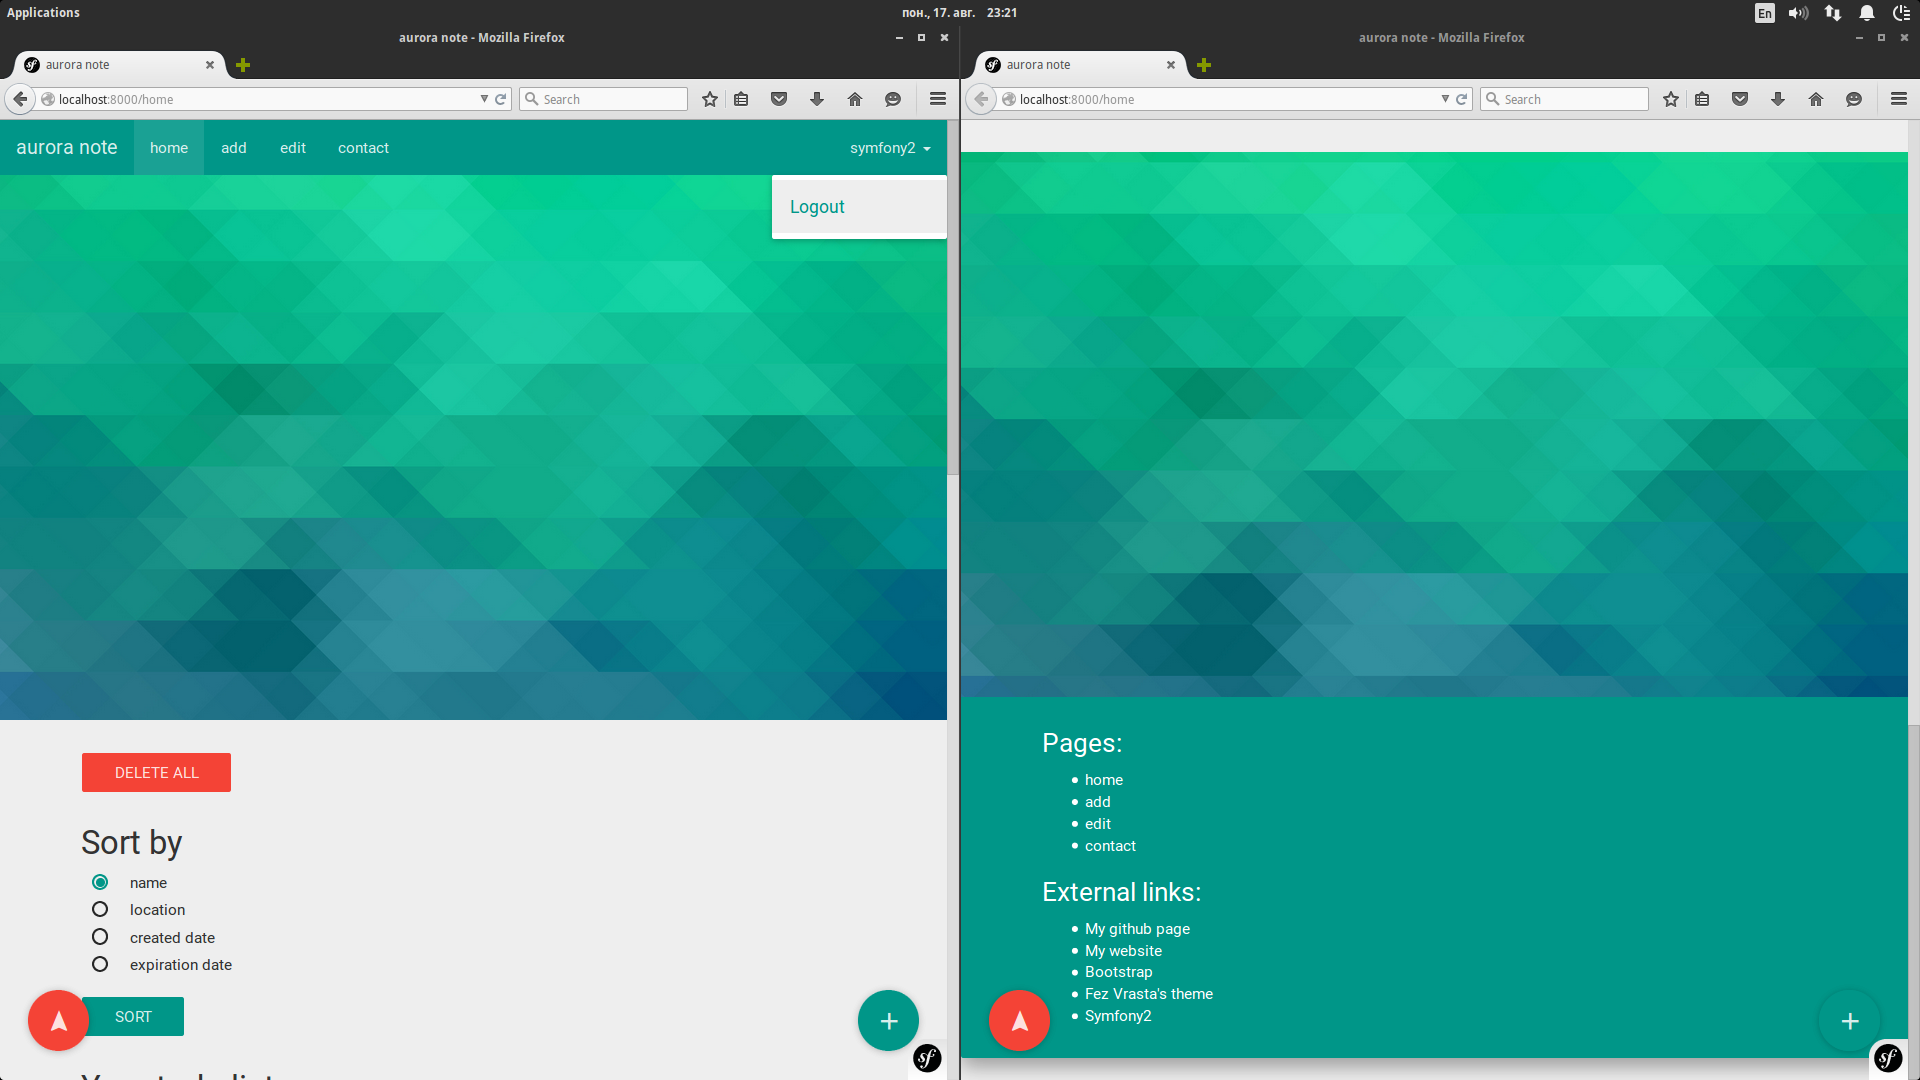 Applications
пон., 17. авг. 23:21
En
aurora note - Mozilla Firefox
aurora note
localhost:8000/home
Search
aurora note
home
add
edit
contact
symfony2
Logout
DELETE ALL
Sort by
name
location
created date
expiration date
SORT
sf
aurora note - Mozilla Firefox
aurora note
localhost:8000/home
Search
Pages:
home
add
edit
contact
External links:
My github page
My website
Bootstrap
Fez Vrasta's theme
Symfony2
sf